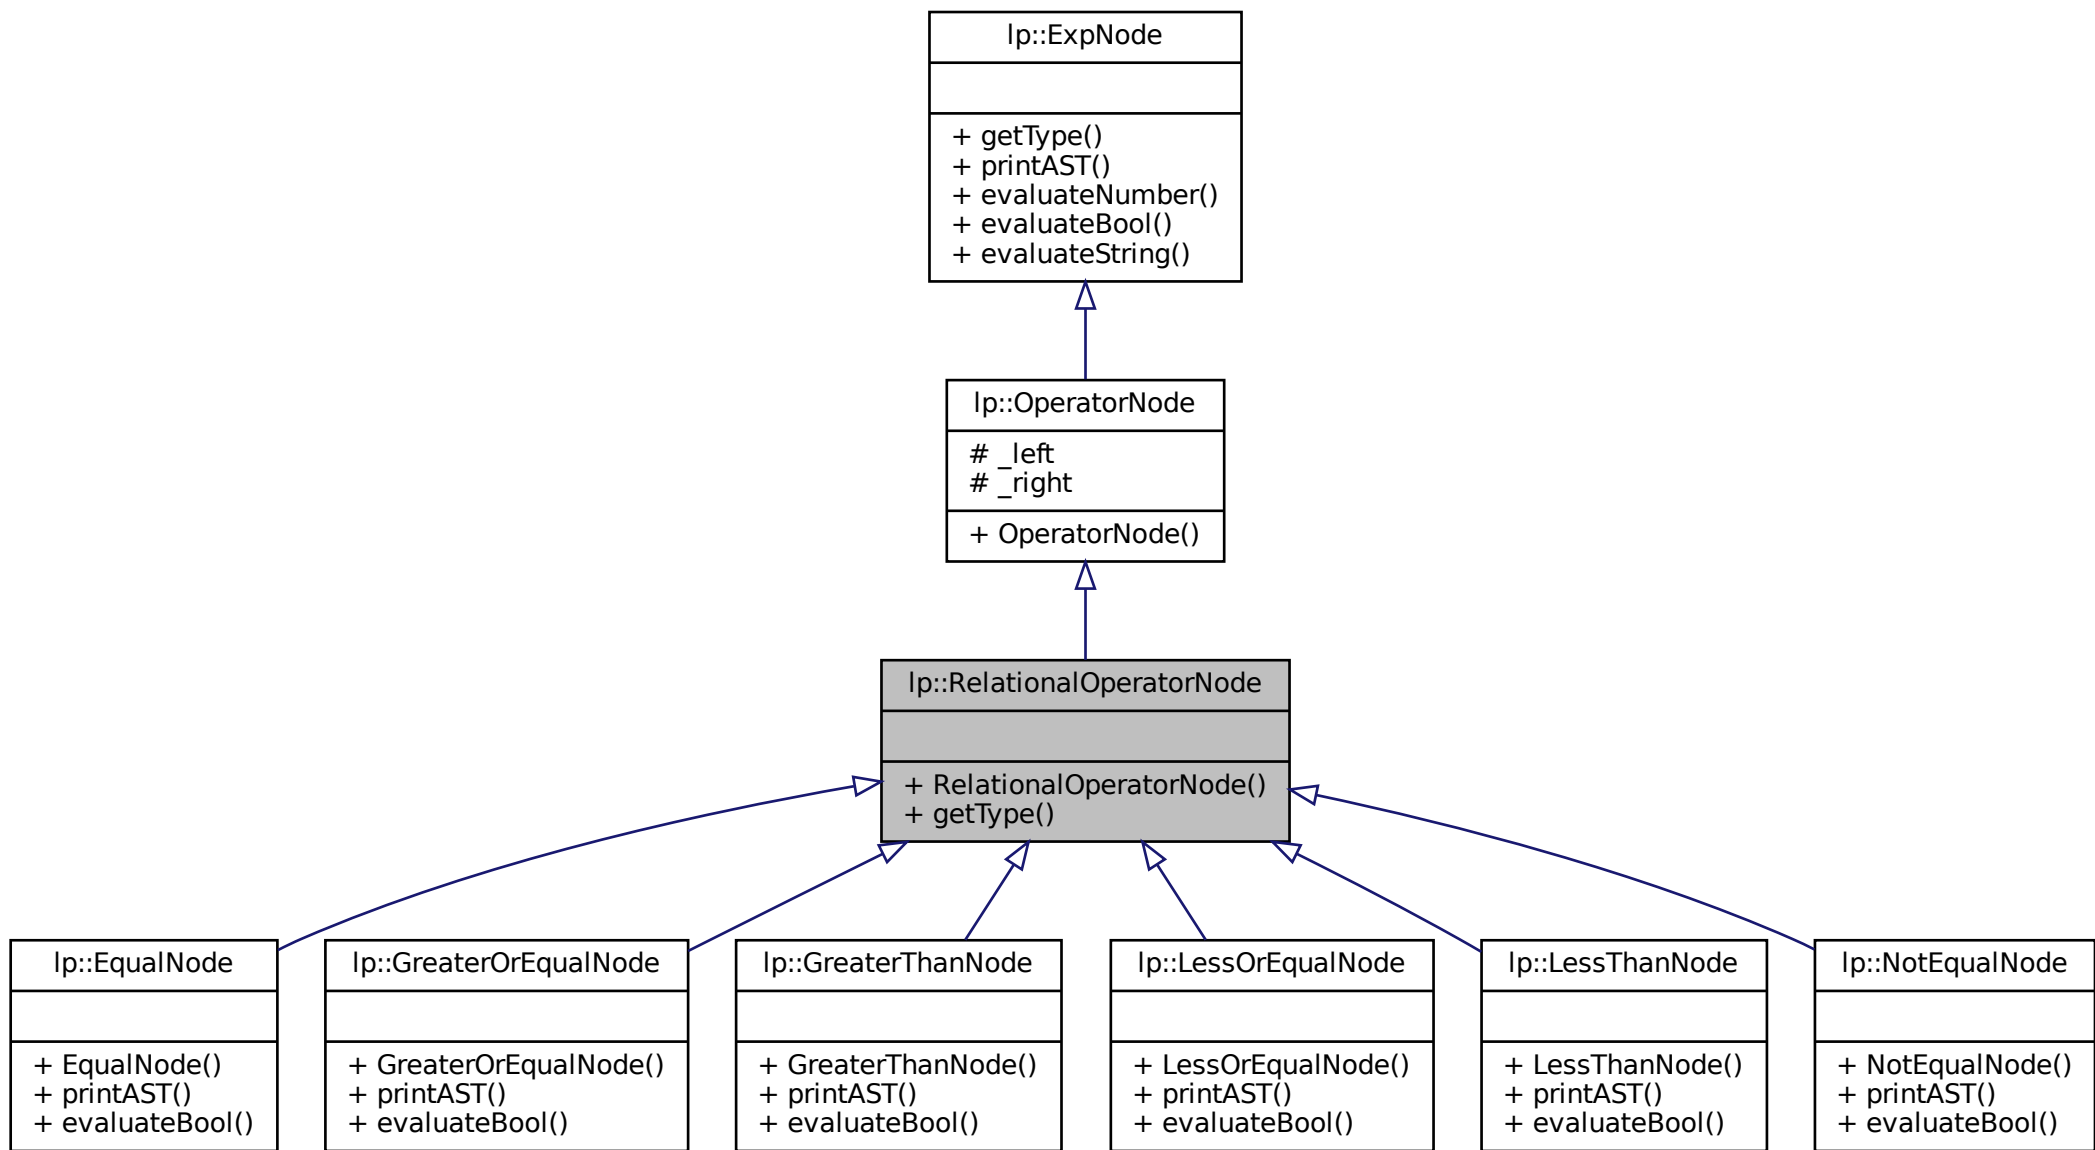 lp::ExpNode
+ getType()
+ printAST()
+ evaluateNumber()
+ evaluateBool()
+ evaluateString()
lp::OperatorNode
# _left
# _right
+ OperatorNode()
lp::RelationalOperatorNode
+ RelationalOperatorNode()
+ getType()
lp::EqualNode
+ EqualNode()
+ printAST()
+ evaluateBool()
lp::GreaterOrEqualNode
+ GreaterOrEqualNode()
+ printAST()
+ evaluateBool()
lp::GreaterThanNode
+ GreaterThanNode()
+ printAST()
+ evaluateBool()
lp::LessOrEqualNode
+ LessOrEqualNode()
+ printAST()
+ evaluateBool()
lp::LessThanNode
+ LessThanNode()
+ printAST()
+ evaluateBool()
lp::NotEqualNode
+ NotEqualNode()
+ printAST()
+ evaluateBool()